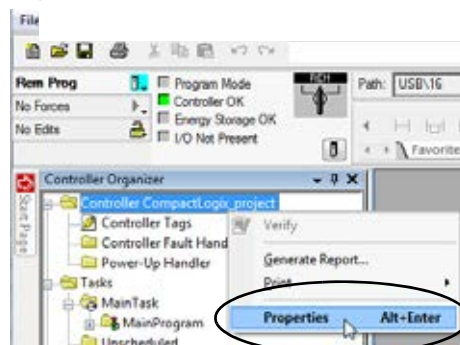 File
Rem Prog
Program Mode
RCH
Path: USB\16
No Forces
Controller OK
No Edits
Energy Storage OK
I/O Not Present
Favorite
Start Page
Controller Organizer
Controller CompactLogix_project
Controller Tags
Controller Fault Hand
Power-Up Handler
Tasks
MainTask
MainProgram
Unscheduled
Verify
Generate Report...
Print
Properties Alt+Enter